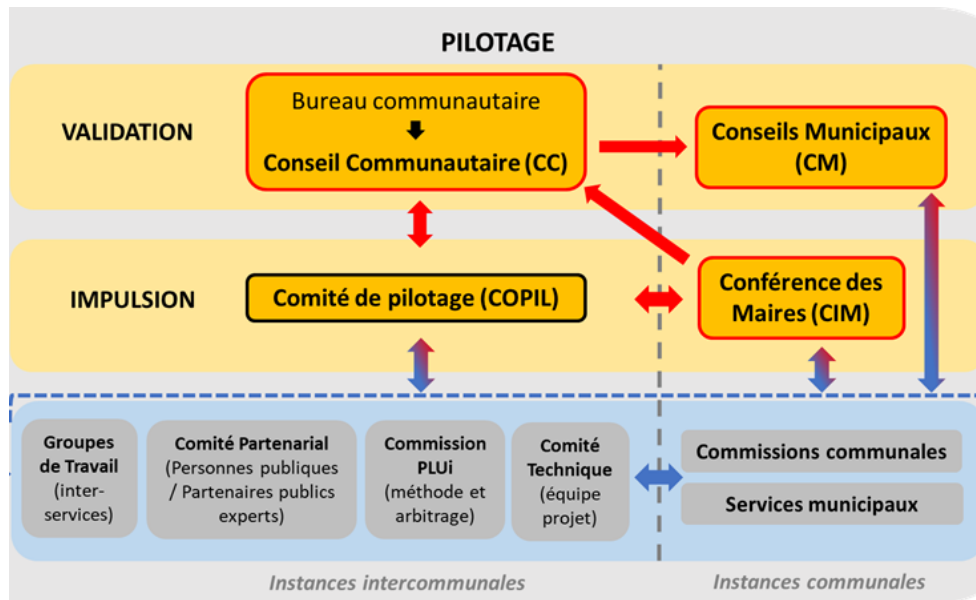 PILOTAGE
VALIDATION
Bureau communautaire
Conseil Communautaire (CC)
Conseils Municipaux
(CM)
IMPULSION
Comité de pilotage (COPIL)
Conférence des
Maires (CIM)
Groupes
de Travail
(inter-
services)
Comité Partenarial
(Personnes publiques
/ Partenaires publics
experts)
Commission
PLUi
(méthode et
arbitrage)
Comité
Technique
(équipe
projet)
Commissions communales
Services municipaux
Instances intercommunales
Instances communales